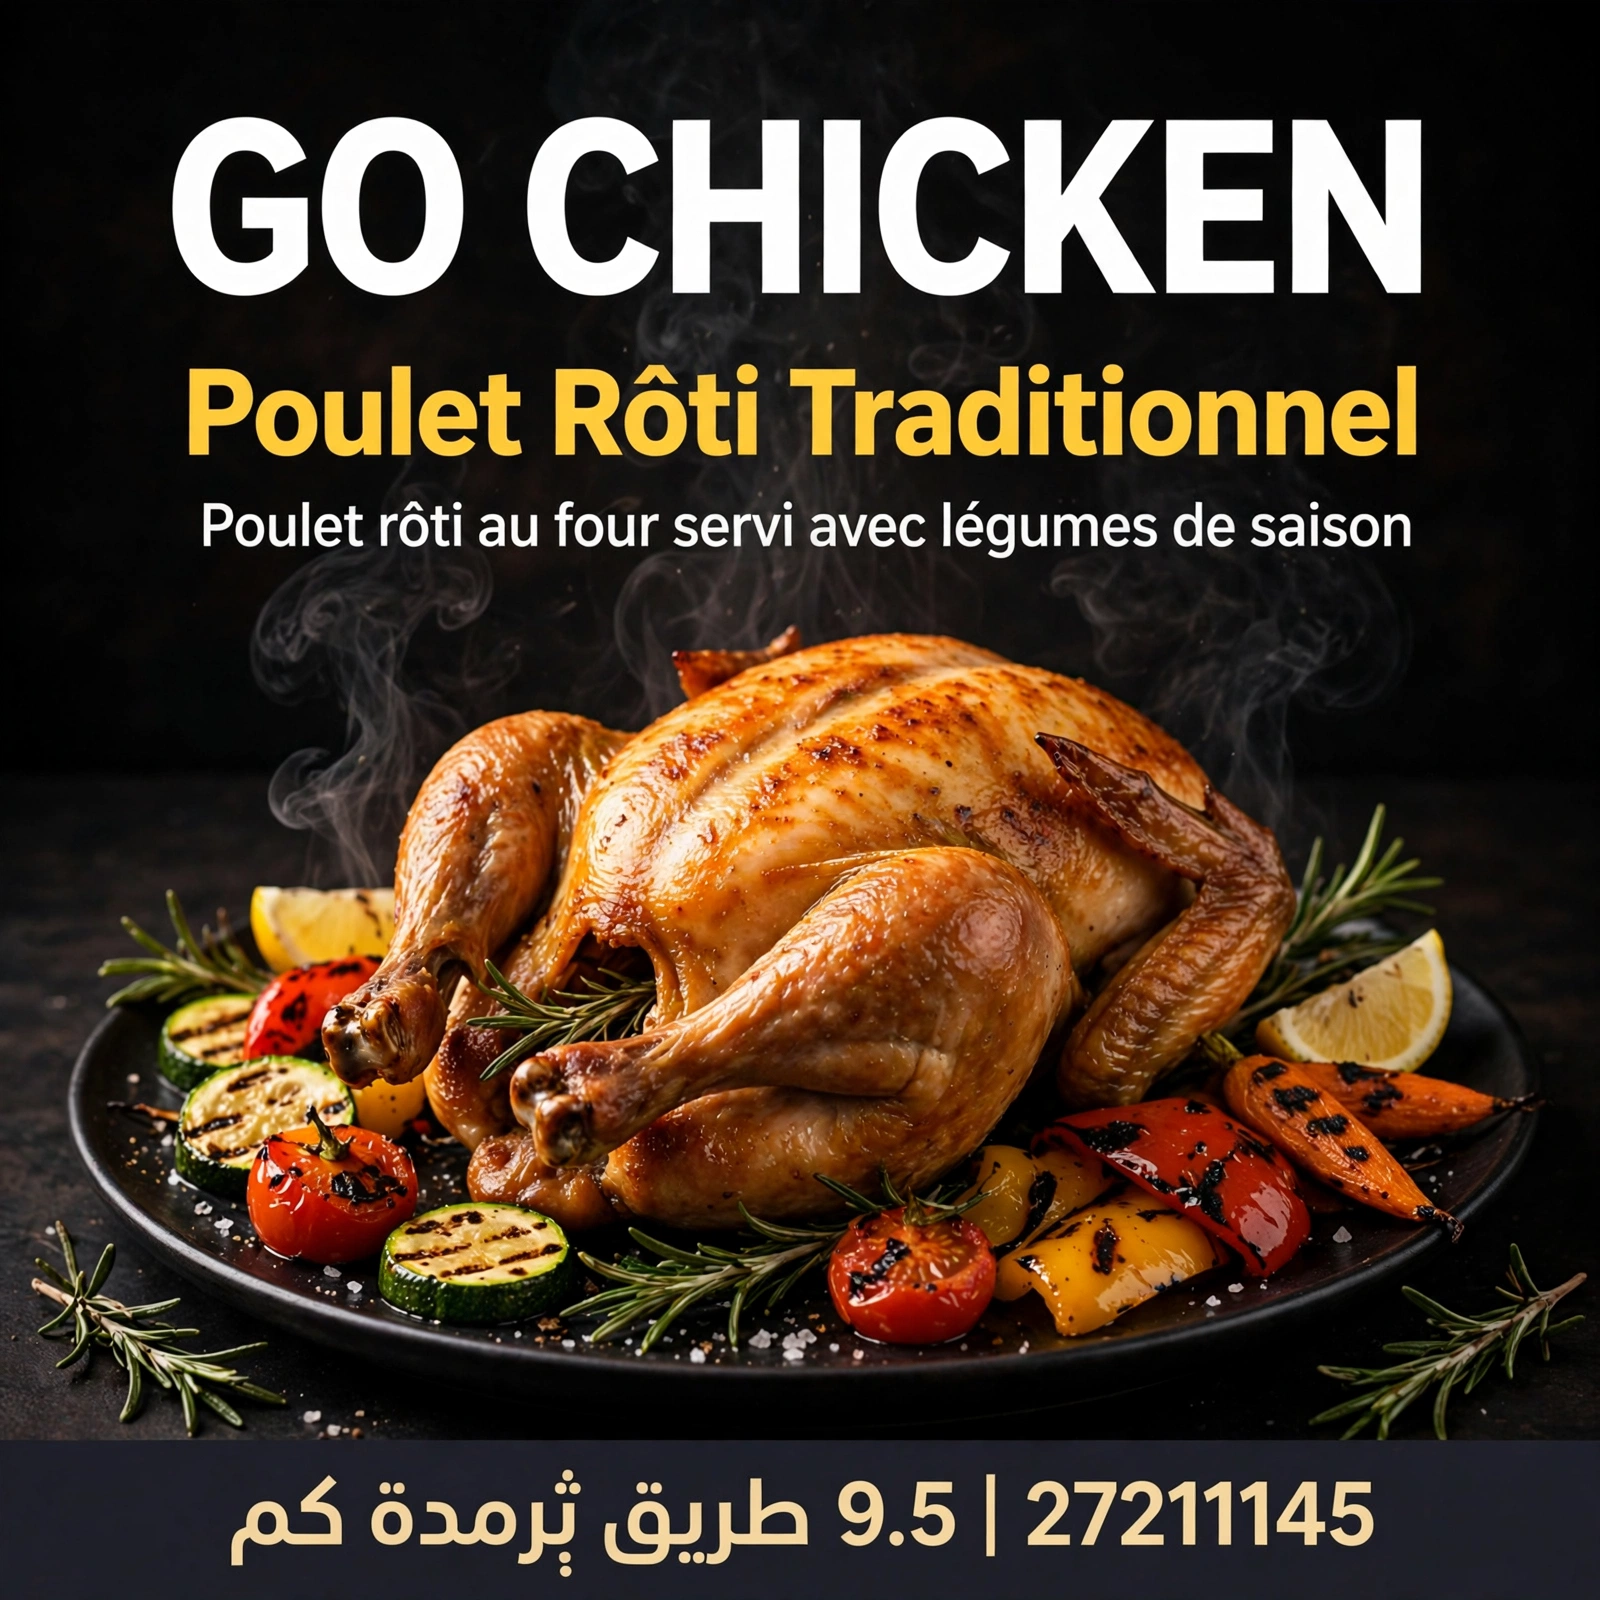 GO CHICKEN
Poulet Rôti Traditionnel
Poulet rôti au four servi avec légumes de saison
27211145 | 9.5 طريق كم